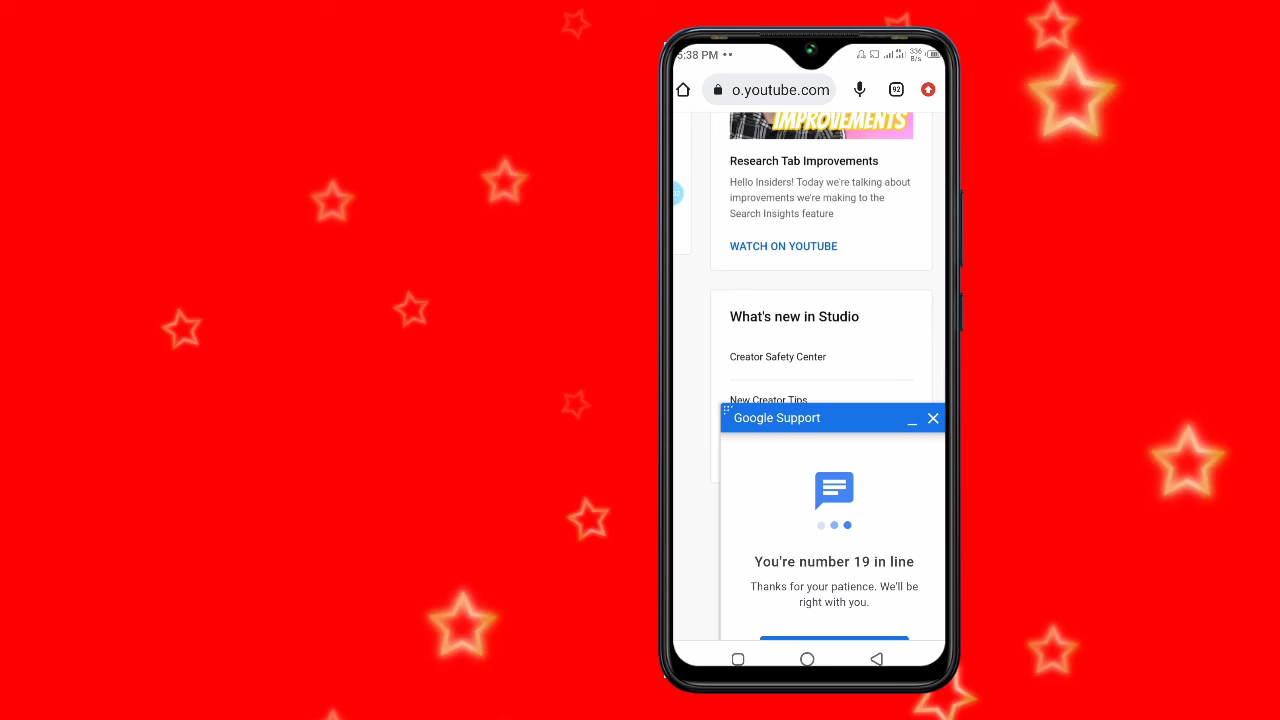 5:38 PM ••
336
B/s
o.youtube.com
92
IMPROVEMENTS
Research Tab Improvements
Hello Insiders! Today we're talking about
improvements we're making to the
Search Insights feature
WATCH ON YOUTUBE
What's new in Studio
Creator Safety Center
New Creator Tips
Google Support
You're number 19 in line
Thanks for your patience. We'll be
right with you.